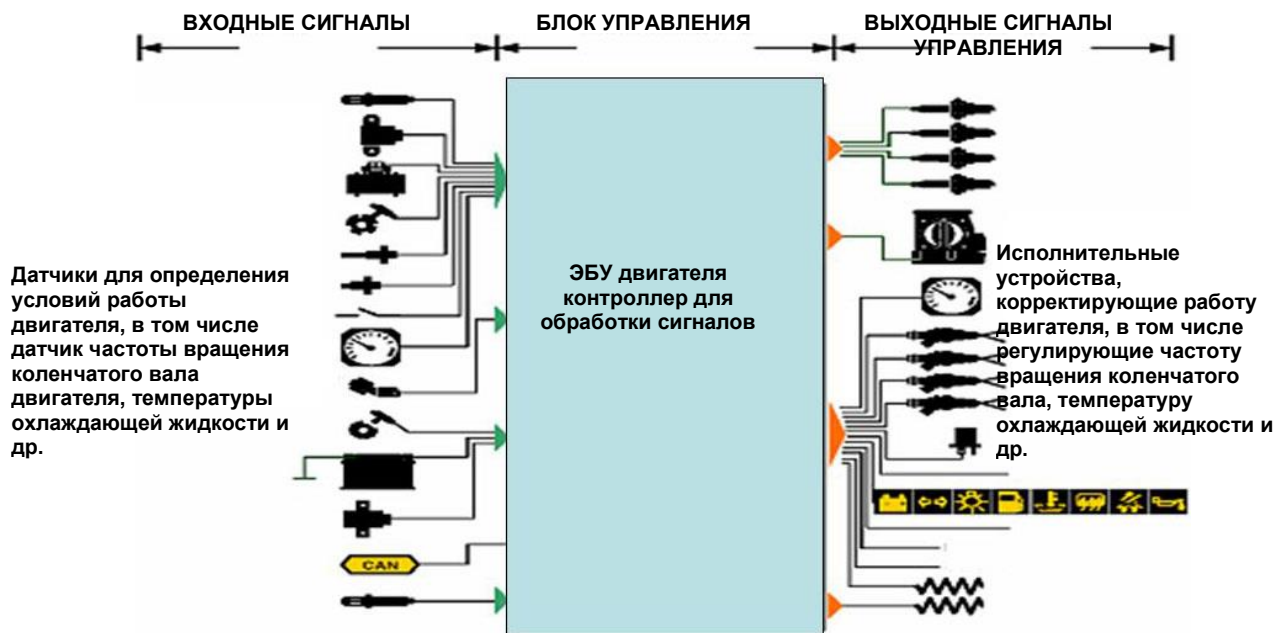 ВХОДНЫЕ СИГНАЛЫ
БЛОК УПРАВЛЕНИЯ
ВЫХОДНЫЕ СИГНАЛЫ
УПРАВЛЕНИЯ
Датчики для определения
условий работы
двигателя, в том числе
датчик частоты вращения
коленчатого вала
двигателя, температуры
охлаждающей жидкости и
др.
CAN
ЭБУ двигателя
контроллер для
обработки сигналов
Исполнительные
устройства,
корректирующие работу
двигателя, в том числе
регулирующие частоту
вращения коленчатого
вала, температуру
охлаждающей жидкости и
др.